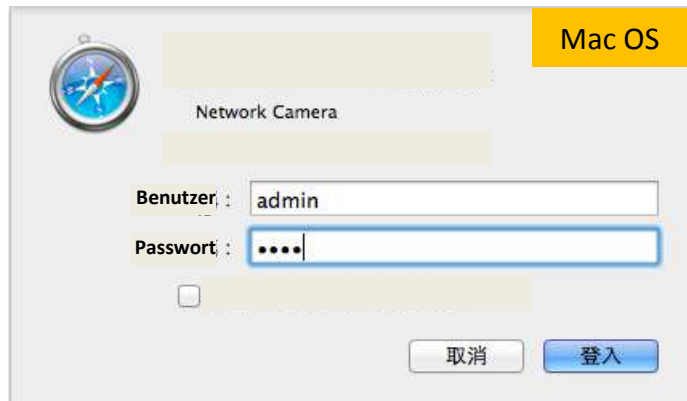 Mac OS
Network Camera
Benutzer : admin
Passwort : ••••
取消 登入